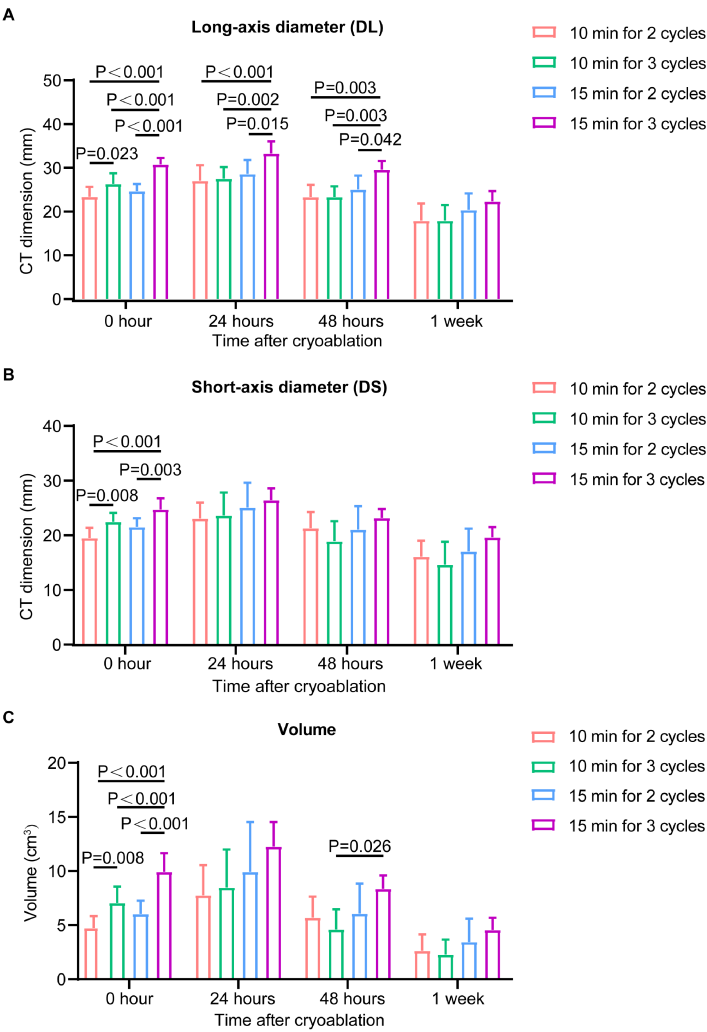 A
Long-axis diameter (DL)
10 min for 2 cycles
10 min for 3 cycles
15 min for 2 cycles
15 min for 3 cycles
CT dimension (mm)
50
40
30
20
10
0
P<0.001
P<0.001
P<0.001
P=0.023
P<0.001
P=0.002
P=0.015
P=0.003
P=0.003
P=0.042
0 hour
24 hours
48 hours
1 week
Time after cryoablation
B
Short-axis diameter (DS)
10 min for 2 cycles
10 min for 3 cycles
15 min for 2 cycles
15 min for 3 cycles
CT dimension (mm)
40
30
20
10
0
P<0.001
P=0.003
P=0.008
0 hour
24 hours
48 hours
1 week
Time after cryoablation
C
Volume
10 min for 2 cycles
10 min for 3 cycles
15 min for 2 cycles
15 min for 3 cycles
Volume (cm³)
20
15
10
5
0
P<0.001
P<0.001
P<0.001
P=0.008
P=0.026
0 hour
24 hours
48 hours
1 week
Time after cryoablation